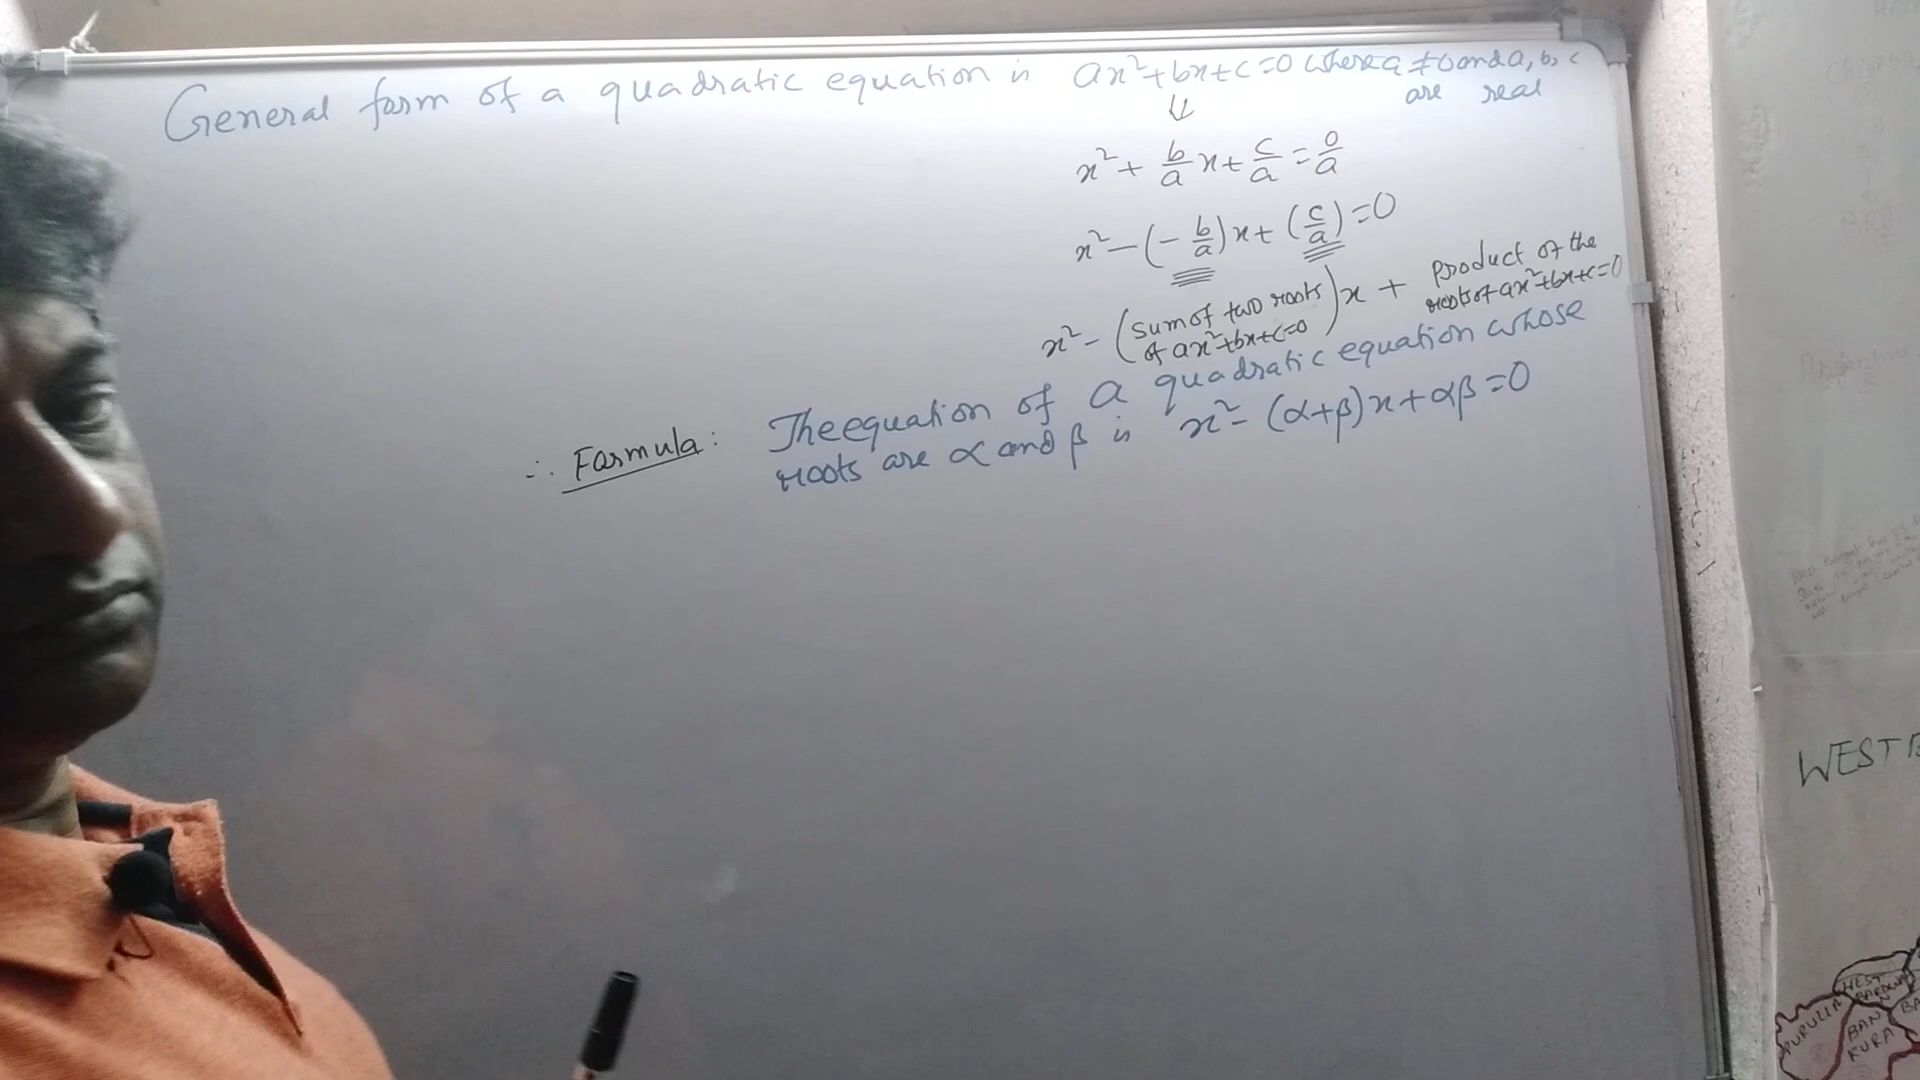 General form of a quadratic equation is ax²+bx+c=0 where a ≠ 0 and a, b, c
are real
⇓
x² + b/a x + c/a = 0/a
x² - (- b/a) x + (c/a) = 0
x² - (sum of two roots of ax²+bx+c=0) x + product of the roots of ax²+bx+c=0
∴ Formula: The equation of a quadratic equation whose
roots are α and β is x² - (α+β)x + αβ = 0
WEST B
WEST
PURULIA
BAN
KURA
BA